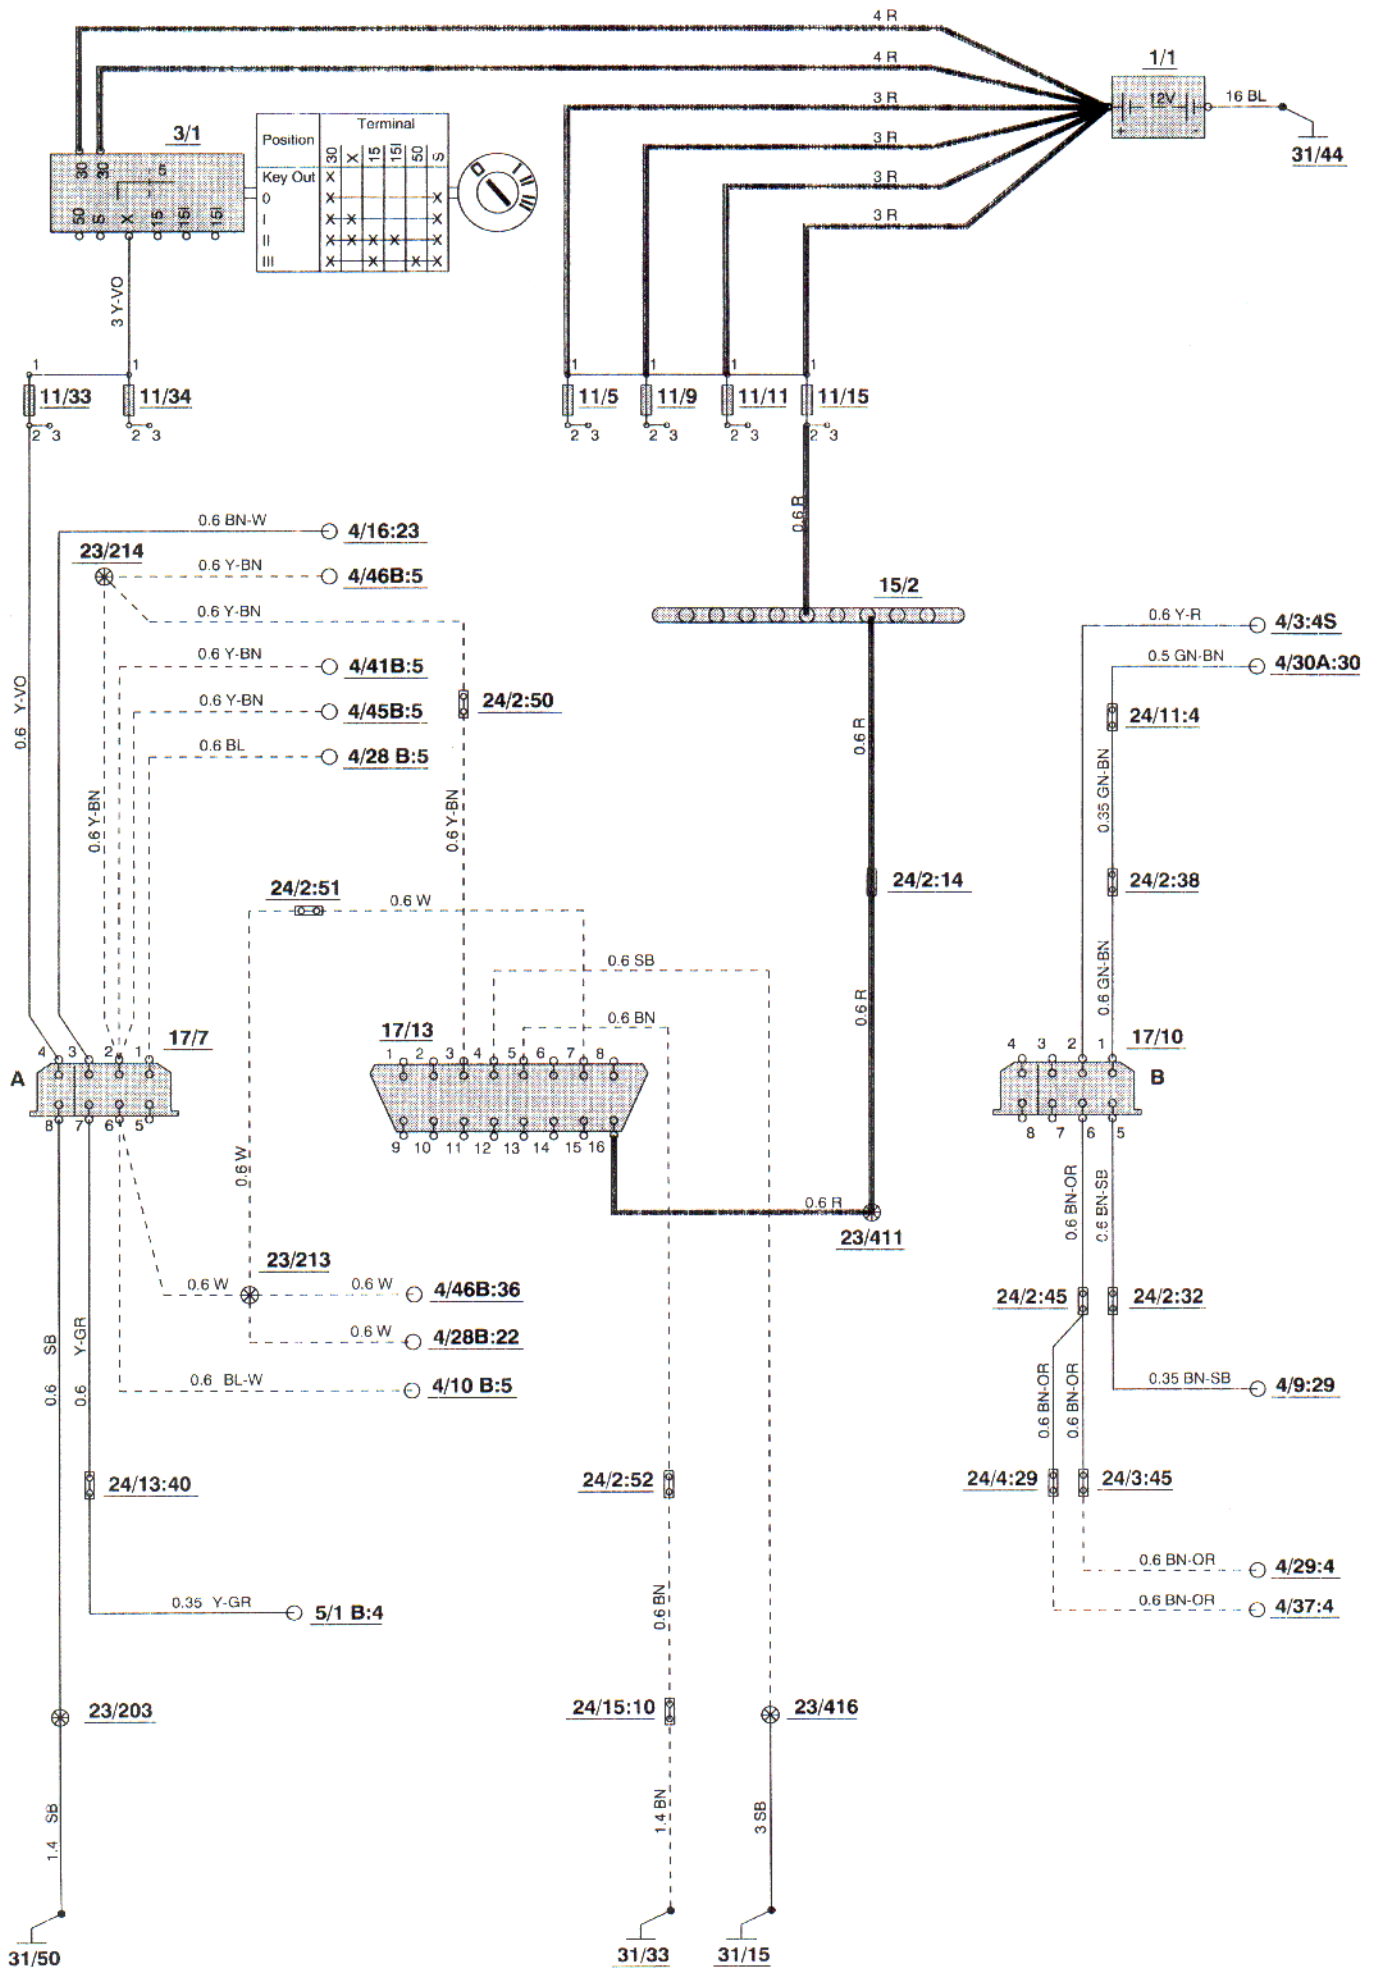 4 R
4 R
1/1
3 R
12V
16 BL
+
-
31/44
3/1
Position
Terminal
30 X 15 15I 50 S
Key Out X
0 X X
I X X X
II X X X X X
III X X X X
0 I II III
30 30
50 S X 15 15I 15I
3 R
3 R
3 R
3 Y-VO
1 1 1 1 1 1
11/33
11/34
11/5
11/9
11/11
11/15
2 3 2 3 2 3 2 3 2 3 2 3
0.6 R
0.6 BN-W
4/16:23
23/214
0.6 Y-BN
4/46B:5
15/2
0.6 Y-BN
0.6 Y-R
4/3:4S
0.6 Y-BN
4/41B:5
0.5 GN-BN
4/30A:30
0.6 Y-VO
0.6 Y-BN
4/45B:5
24/2:50
0.6 R
24/11:4
0.6 BL
4/28 B:5
0.6 Y-BN
0.6 Y-BN
0.35 GN-BN
24/2:51
0.6 W
24/2:14
24/2:38
0.6 SB
0.6 R
0.6 GN-BN
0.6 BN
17/7
17/13
17/10
4 3 2 1
1 2 3 4 5 6 7 8
4 3 2 1
A
B
8 7 6 5
9 10 11 12 13 14 15 16
8 7 6 5
0.6 W
0.6 BN-OR
0.6 BN-SB
0.6 R
23/411
23/213
0.6 W
0.6 W
4/46B:36
24/2:45
24/2:32
0.6 W
4/28B:22
0.6 SB
0.6 Y-GR
0.6 BL-W
4/10 B:5
0.35 BN-SB
4/9:29
0.6 BN-OR
0.6 BN-OR
24/13:40
24/2:52
24/4:29
24/3:45
0.6 BN-OR
4/29:4
0.35 Y-GR
5/1 B:4
0.6 BN
0.6 BN-OR
4/37:4
23/203
24/15:10
23/416
1.4 SB
1.4 BN
3 SB
31/50
31/33
31/15